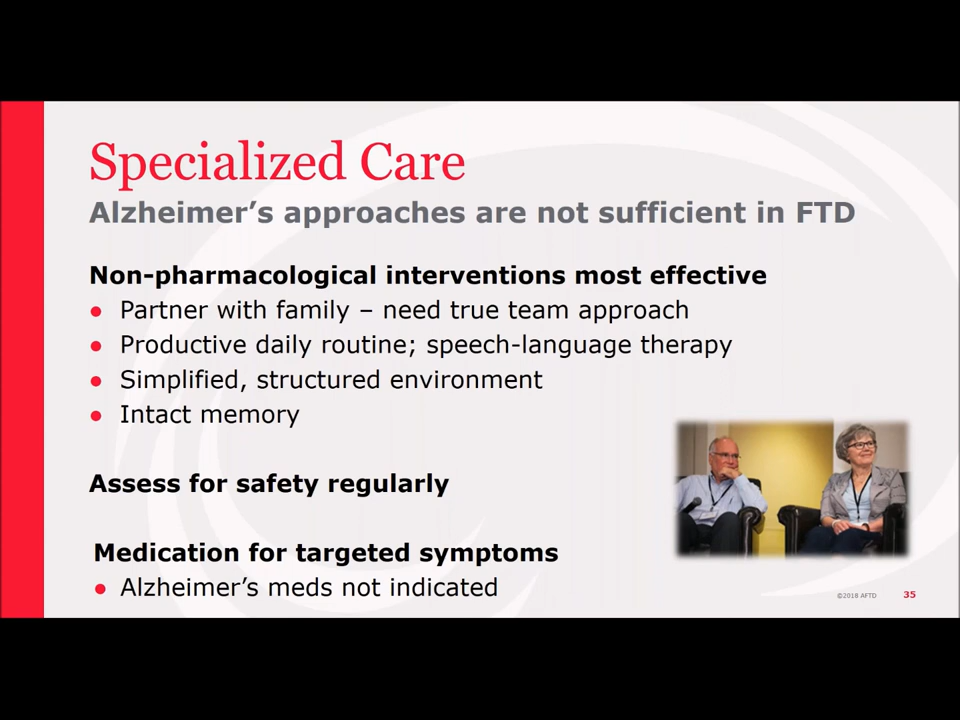 Specialized Care
Alzheimer's approaches are not sufficient in FTD
Non-pharmacological interventions most effective
● Partner with family – need true team approach
● Productive daily routine; speech-language therapy
● Simplified, structured environment
● Intact memory
Assess for safety regularly
Medication for targeted symptoms
● Alzheimer's meds not indicated
©2018 AFTD 35